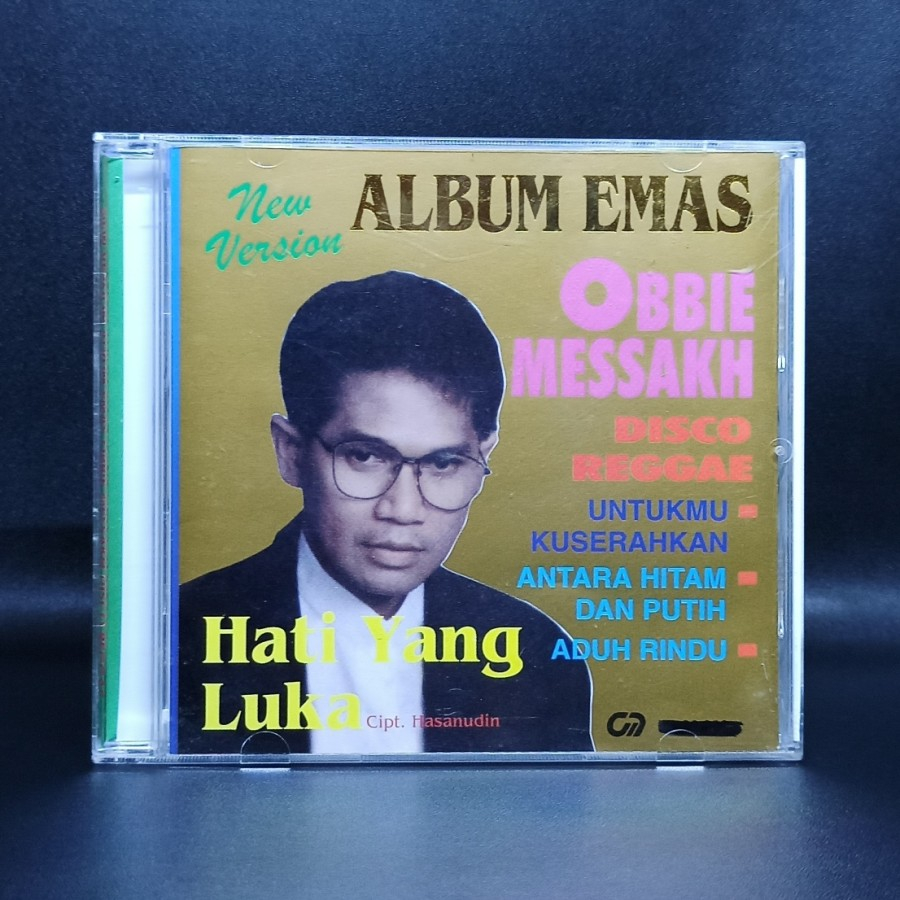 New
Version
ALBUM EMAS
OBBIE
MESSAKH
DISCO
REGGAE
UNTUKMU
KUSERAHKAN
ANTARA HITAM
DAN PUTIH
ADUH RINDU
Hati Yang
Luka
Cipt. Hasanudin